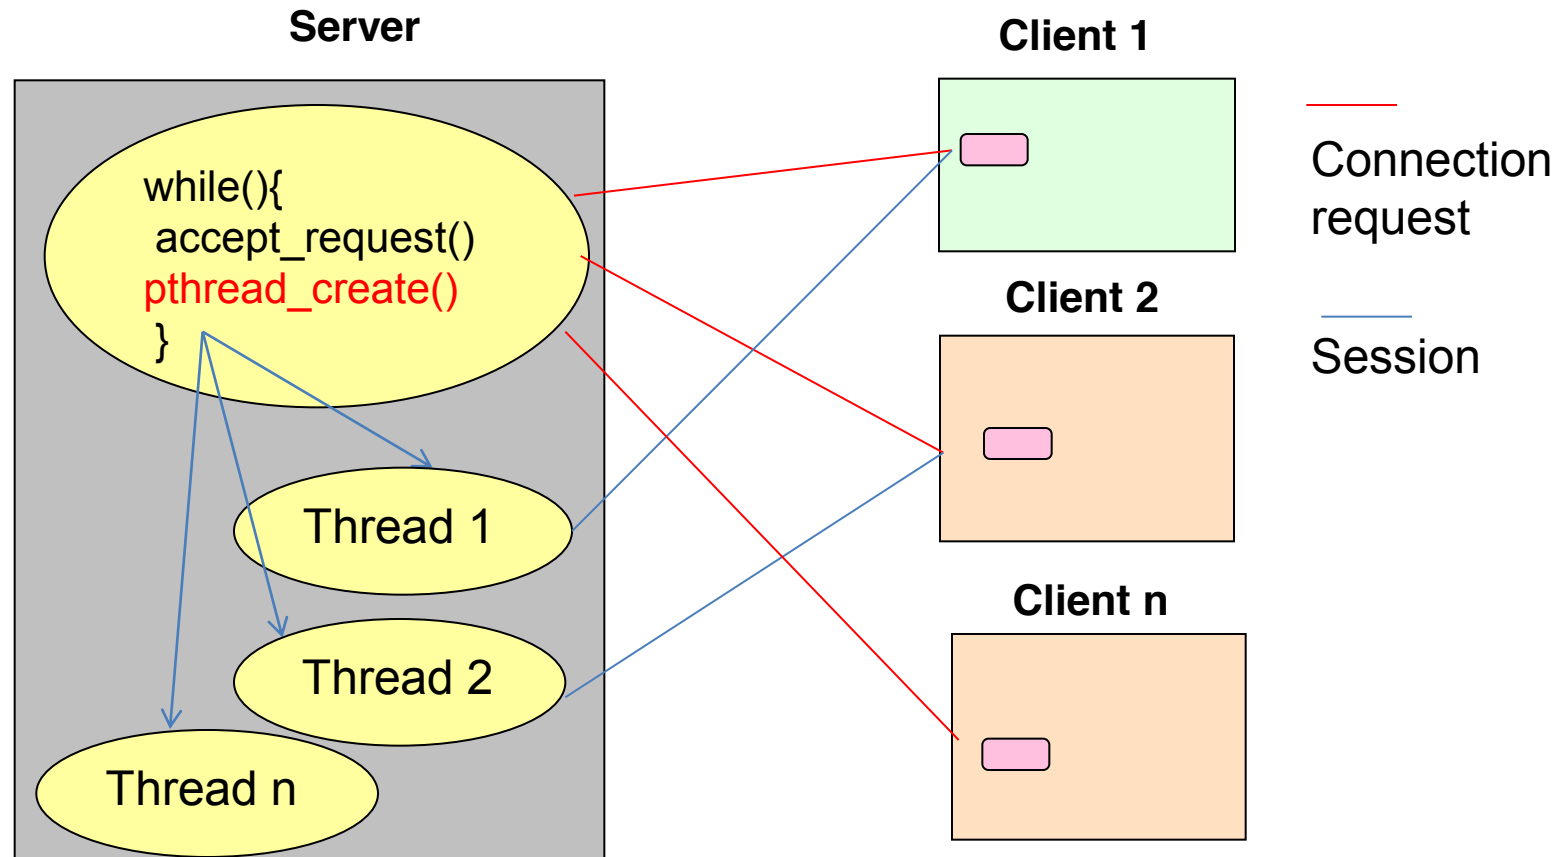 Server
while(){
accept_request()
pthread_create()
}
Thread 1
Thread 2
Thread n
Client 1
Client 2
Client n
Connection
request
Session